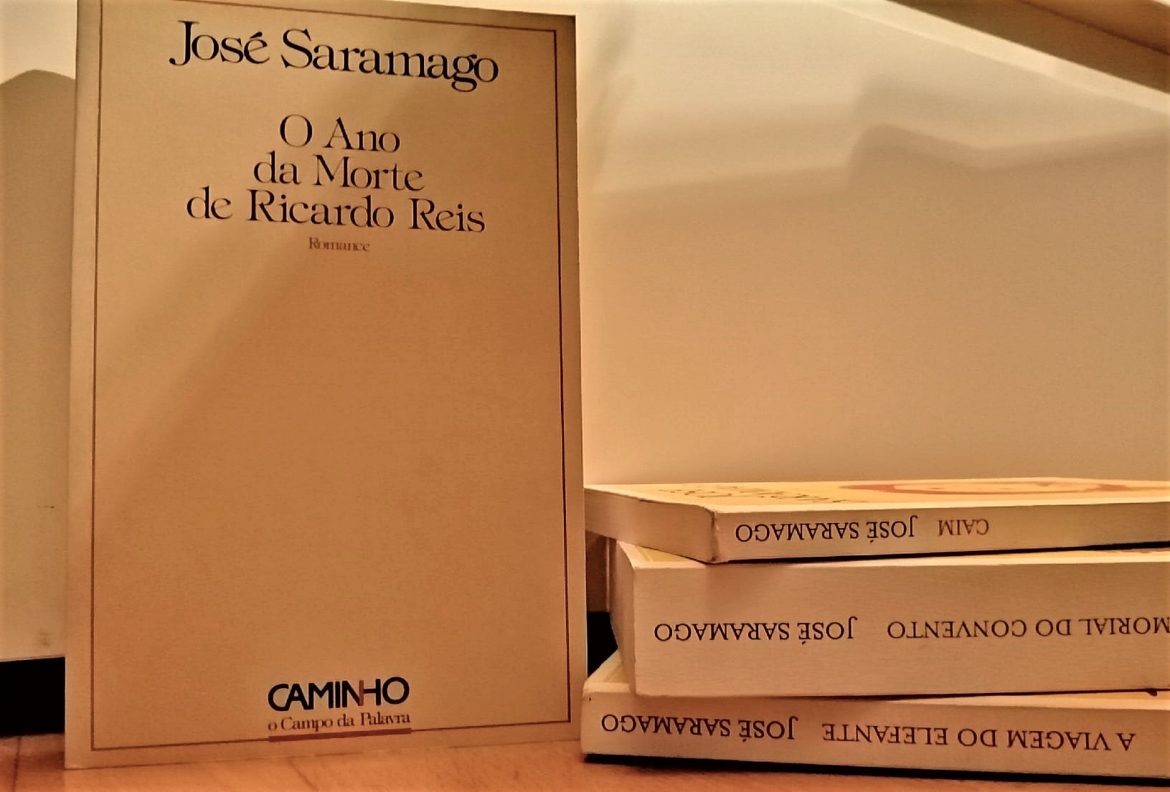 José Saramago
O Ano
da Morte
de Ricardo Reis
Romance
CAMINHO
o Campo da Palavra
CAIM JOSÉ SARAMAGO
MORIAL DO CONVENTO JOSÉ SARAMAGO
A VIAGEM DO ELEFANTE JOSÉ SARAMAGO